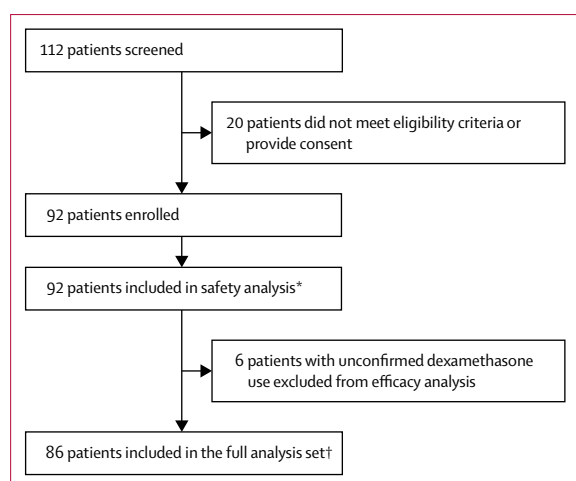 112 patients screened
20 patients did not meet eligibility criteria or
provide consent
92 patients enrolled
92 patients included in safety analysis*
6 patients with unconfirmed dexamethasone
use excluded from efficacy analysis
86 patients included in the full analysis set†